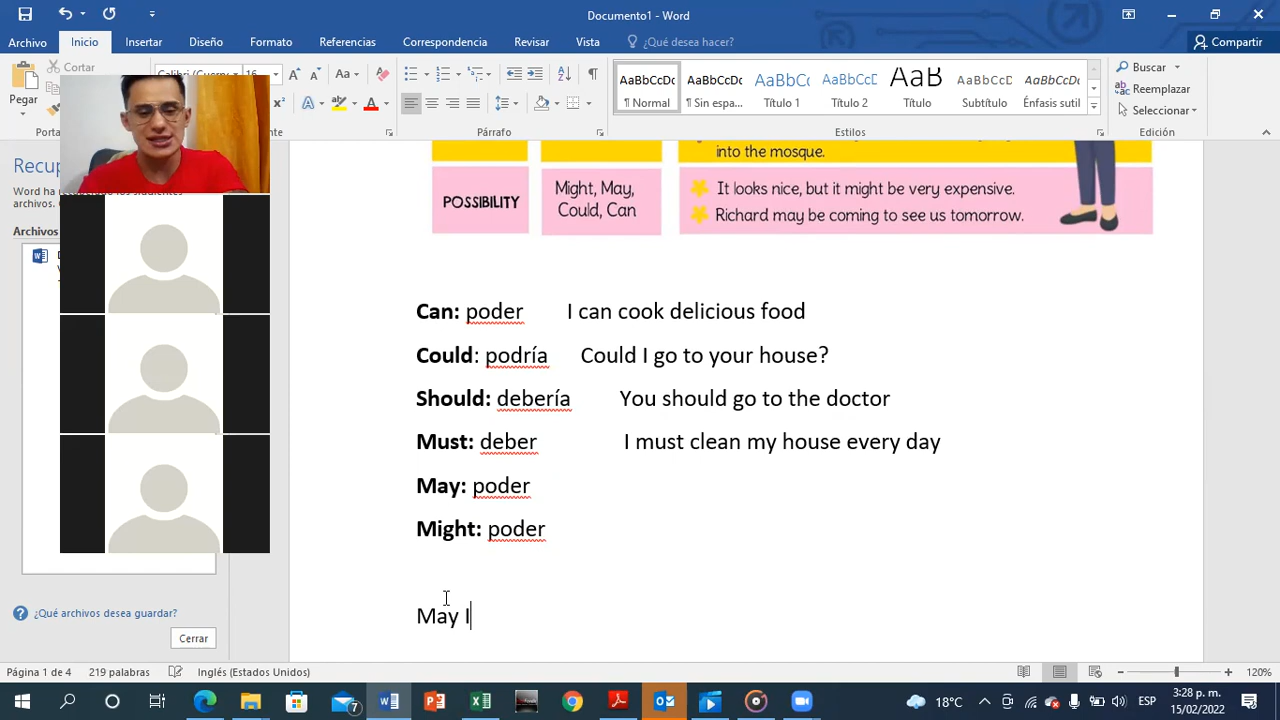 Documento1 - Word
Archivo Inicio Insertar Diseño Formato Referencias Correspondencia Revisar Vista ¿Qué desea hacer? Compartir
Cortar
Pegar
Aa
AaBbCcDc AaBbCcDc AaBbCc AaBbCcD AaB AaBbCcD AaBbCcDc
¶ Normal ¶ Sin espa... Título 1 Título 2 Título Subtítulo Énfasis sutil
Buscar
Reemplazar
Seleccionar
Párrafo Estilos Edición
into the mosque.
POSSIBILITY
Might, May,
Could, Can
It looks nice, but it might be very expensive.
Richard may be coming to see us tomorrow.
Can: poder I can cook delicious food
Could: podría Could I go to your house?
Should: debería You should go to the doctor
Must: deber I must clean my house every day
May: poder
Might: poder
May I
¿Qué archivos desea guardar?
Cerrar
Página 1 de 4 219 palabras Inglés (Estados Unidos) 120%
7
18°C ESP 3:28 p. m.
15/02/2022